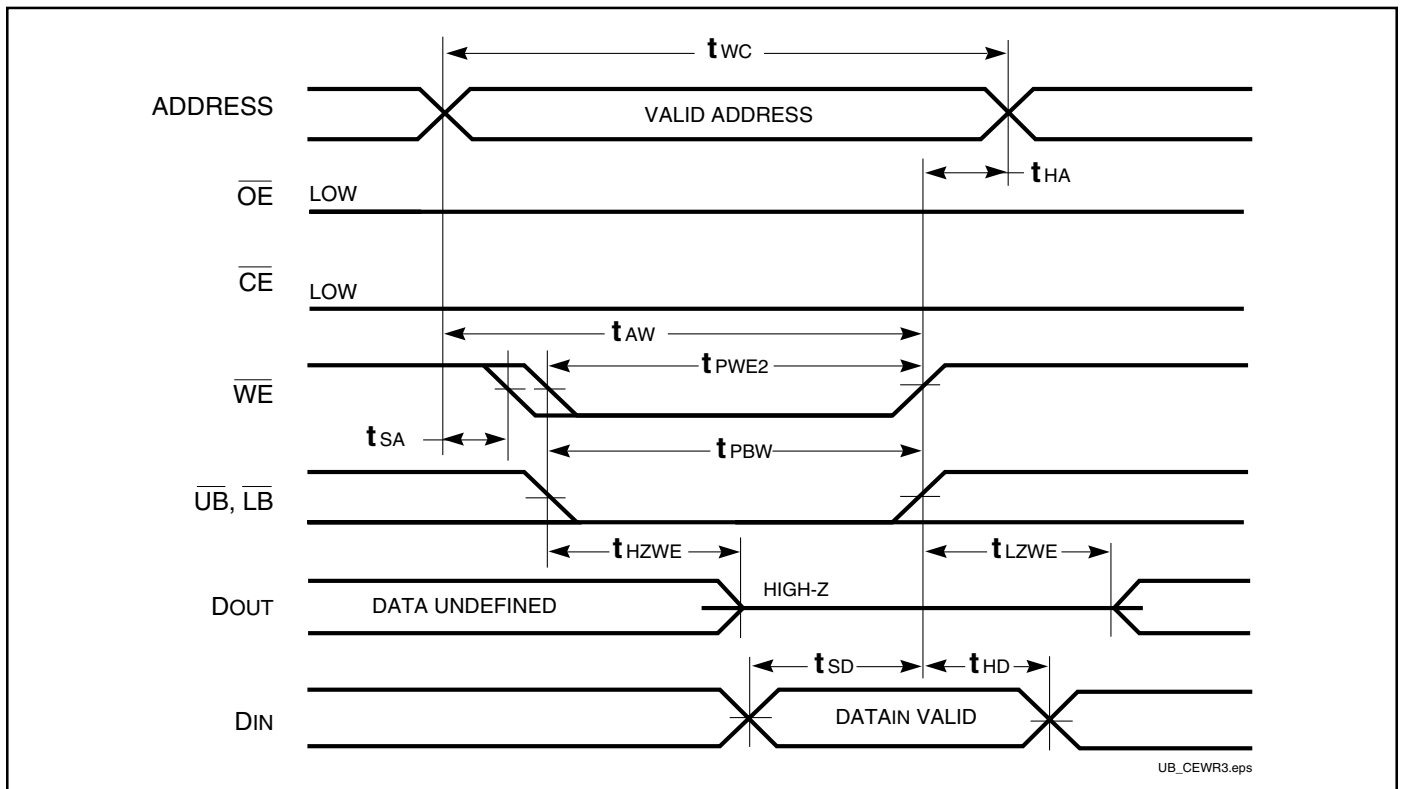 tWC
ADDRESS
VALID ADDRESS
tHA
OE
LOW
CE
LOW
tAW
tPWE2
WE
tSA
tPBW
UB, LB
tHZWE
tLZWE
HIGH-Z
DOUT
DATA UNDEFINED
tSD
tHD
DIN
DATAIN VALID
UB_CEWR3.eps